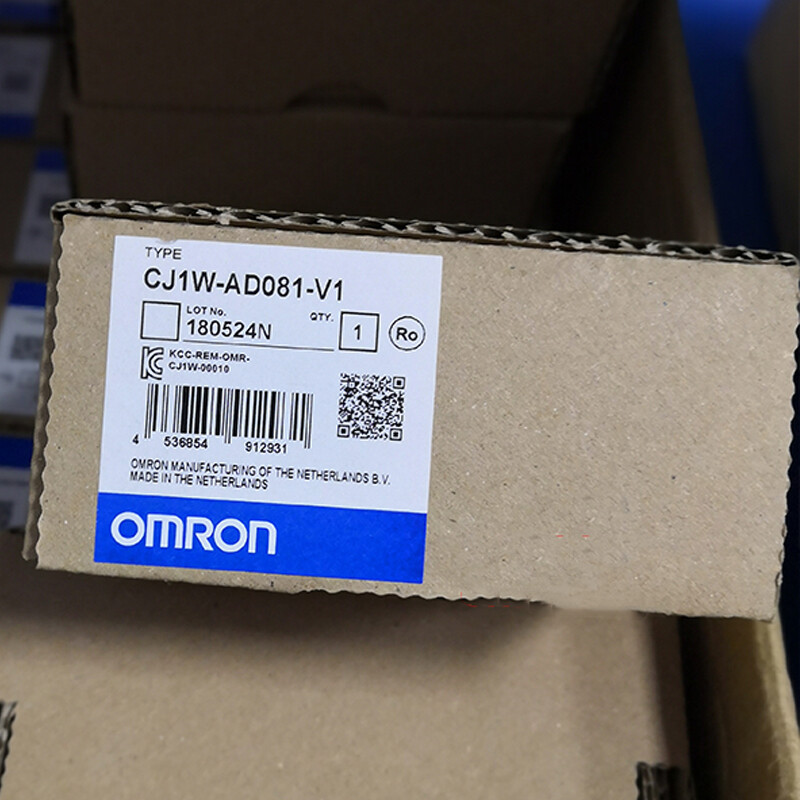 TYPE
CJ1W-AD081-V1
LOT No.
180524N
QTY.
1
Ro
KCC-REM-OMR-
CJ1W-00010
4 536854 912931
OMRON MANUFACTURING OF THE NETHERLANDS B.V.
MADE IN THE NETHERLANDS
OMRON